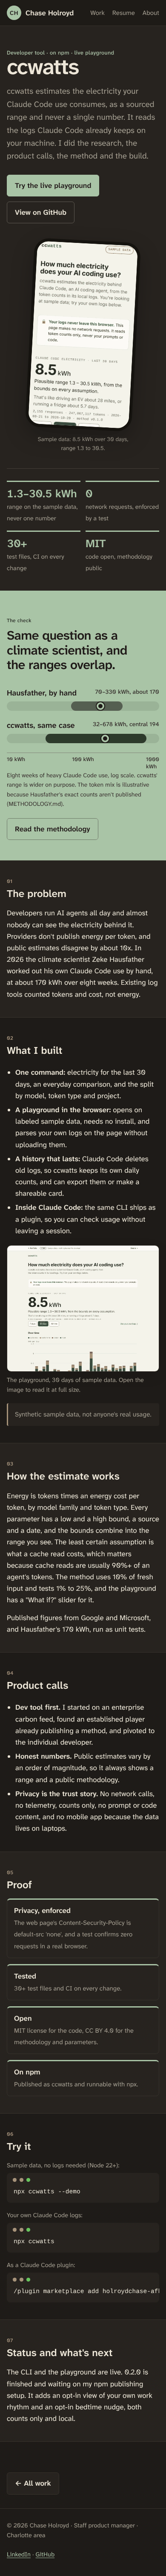 CH Chase Holroyd Work Resume About
Developer tool · on npm · live playground
ccwatts
ccwatts estimates the electricity your
Claude Code use consumes, as a sourced
range and never a single number. It reads
the logs Claude Code already keeps on
your machine. I did the research, the
product calls, the method and the build.
Try the live playground
View on GitHub
ccwatts SAMPLE DATA
How much electricity
does your AI coding use?
8.5 kWh
Plausible range 1.3 – 30.5 kWh, from the
bounds on every assumption.
Sample data: 8.5 kWh over 30 days,
range 1.3 to 30.5.
1.3–30.5 kWh
range on the sample data,
never one number
0
network requests, enforced
by a test
30+
test files, CI on every
change
MIT
code open, methodology
public
The check
Same question as a
climate scientist, and
the ranges overlap.
Hausfather, by hand 70–330 kWh, about 170
ccwatts, same case 32–676 kWh, central 194
10 kWh 100 kWh 1000
kWh
Eight weeks of heavy Claude Code use, log scale. ccwatts'
range is wider on purpose. The token mix is illustrative
because Hausfather's exact counts aren't published
(METHODOLOGY.md).
Read the methodology
01
The problem
Developers run AI agents all day and almost
nobody can see the electricity behind it.
Providers don't publish energy per token, and
public estimates disagree by about 10x. In
2026 the climate scientist Zeke Hausfather
worked out his own Claude Code use by hand,
at about 170 kWh over eight weeks. Existing log
tools counted tokens and cost, not energy.
02
What I built
• One command: electricity for the last 30
days, an everyday comparison, and the split
by model, token type and project.
• A playground in the browser: opens on
labeled sample data, needs no install, and
parses your own logs on the page without
uploading them.
• A history that lasts: Claude Code deletes
old logs, so ccwatts keeps its own daily
counts, and can export them or make a
shareable card.
• Inside Claude Code: the same CLI ships as
a plugin, so you can check usage without
leaving a session.
How much electricity does your AI coding use?
8.5 kWh
The playground, 30 days of sample data. Open the
image to read it at full size.
Synthetic sample data, not anyone's real usage.
03
How the estimate works
Energy is tokens times an energy cost per
token, by model family and token type. Every
parameter has a low and a high bound, a source
and a date, and the bounds combine into the
range you see. The least certain assumption is
what a cache read costs, which matters
because cache reads are usually 90%+ of an
agent's tokens. The method uses 10% of fresh
input and tests 1% to 25%, and the playground
has a "What if?" slider for it.
Published figures from Google and Microsoft,
and Hausfather's 170 kWh, run as unit tests.
04
Product calls
• Dev tool first. I started on an enterprise
carbon feed, found an established player
already publishing a method, and pivoted to
the individual developer.
• Honest numbers. Public estimates vary by
an order of magnitude, so it always shows a
range and a public methodology.
• Privacy is the trust story. No network calls,
no telemetry, counts only, no prompt or code
content, and no mobile app because the data
lives on laptops.
05
Proof
Privacy, enforced
The web page's Content-Security-Policy is
default-src 'none', and a test confirms zero
requests in a real browser.
Tested
30+ test files and CI on every change.
Open
MIT license for the code, CC BY 4.0 for the
methodology and parameters.
On npm
Published as ccwatts and runnable with npx.
06
Try it
Sample data, no logs needed (Node 22+):
npx ccwatts --demo
Your own Claude Code logs:
npx ccwatts
As a Claude Code plugin:
/plugin marketplace add holroydchase-af
07
Status and what's next
The CLI and the playground are live. 0.2.0 is
finished and waiting on my npm publishing
setup. It adds an opt-in view of your own work
rhythm and an opt-in bedtime nudge, both
counts only and local.
← All work
© 2026 Chase Holroyd · Staff product manager ·
Charlotte area
LinkedIn · GitHub